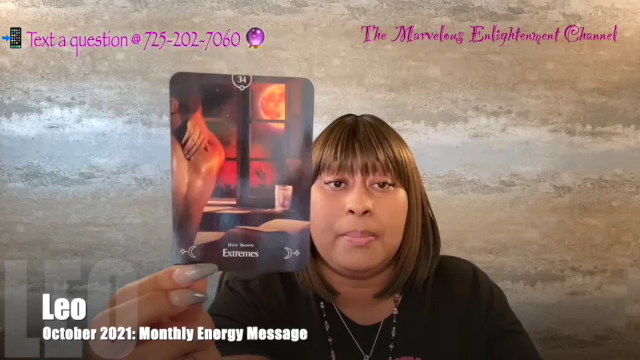 Text a question @ 725-202-7060
The Marvelous Enlightenment Channel
34
Extremes
LEO
Leo
October 2021: Monthly Energy Message